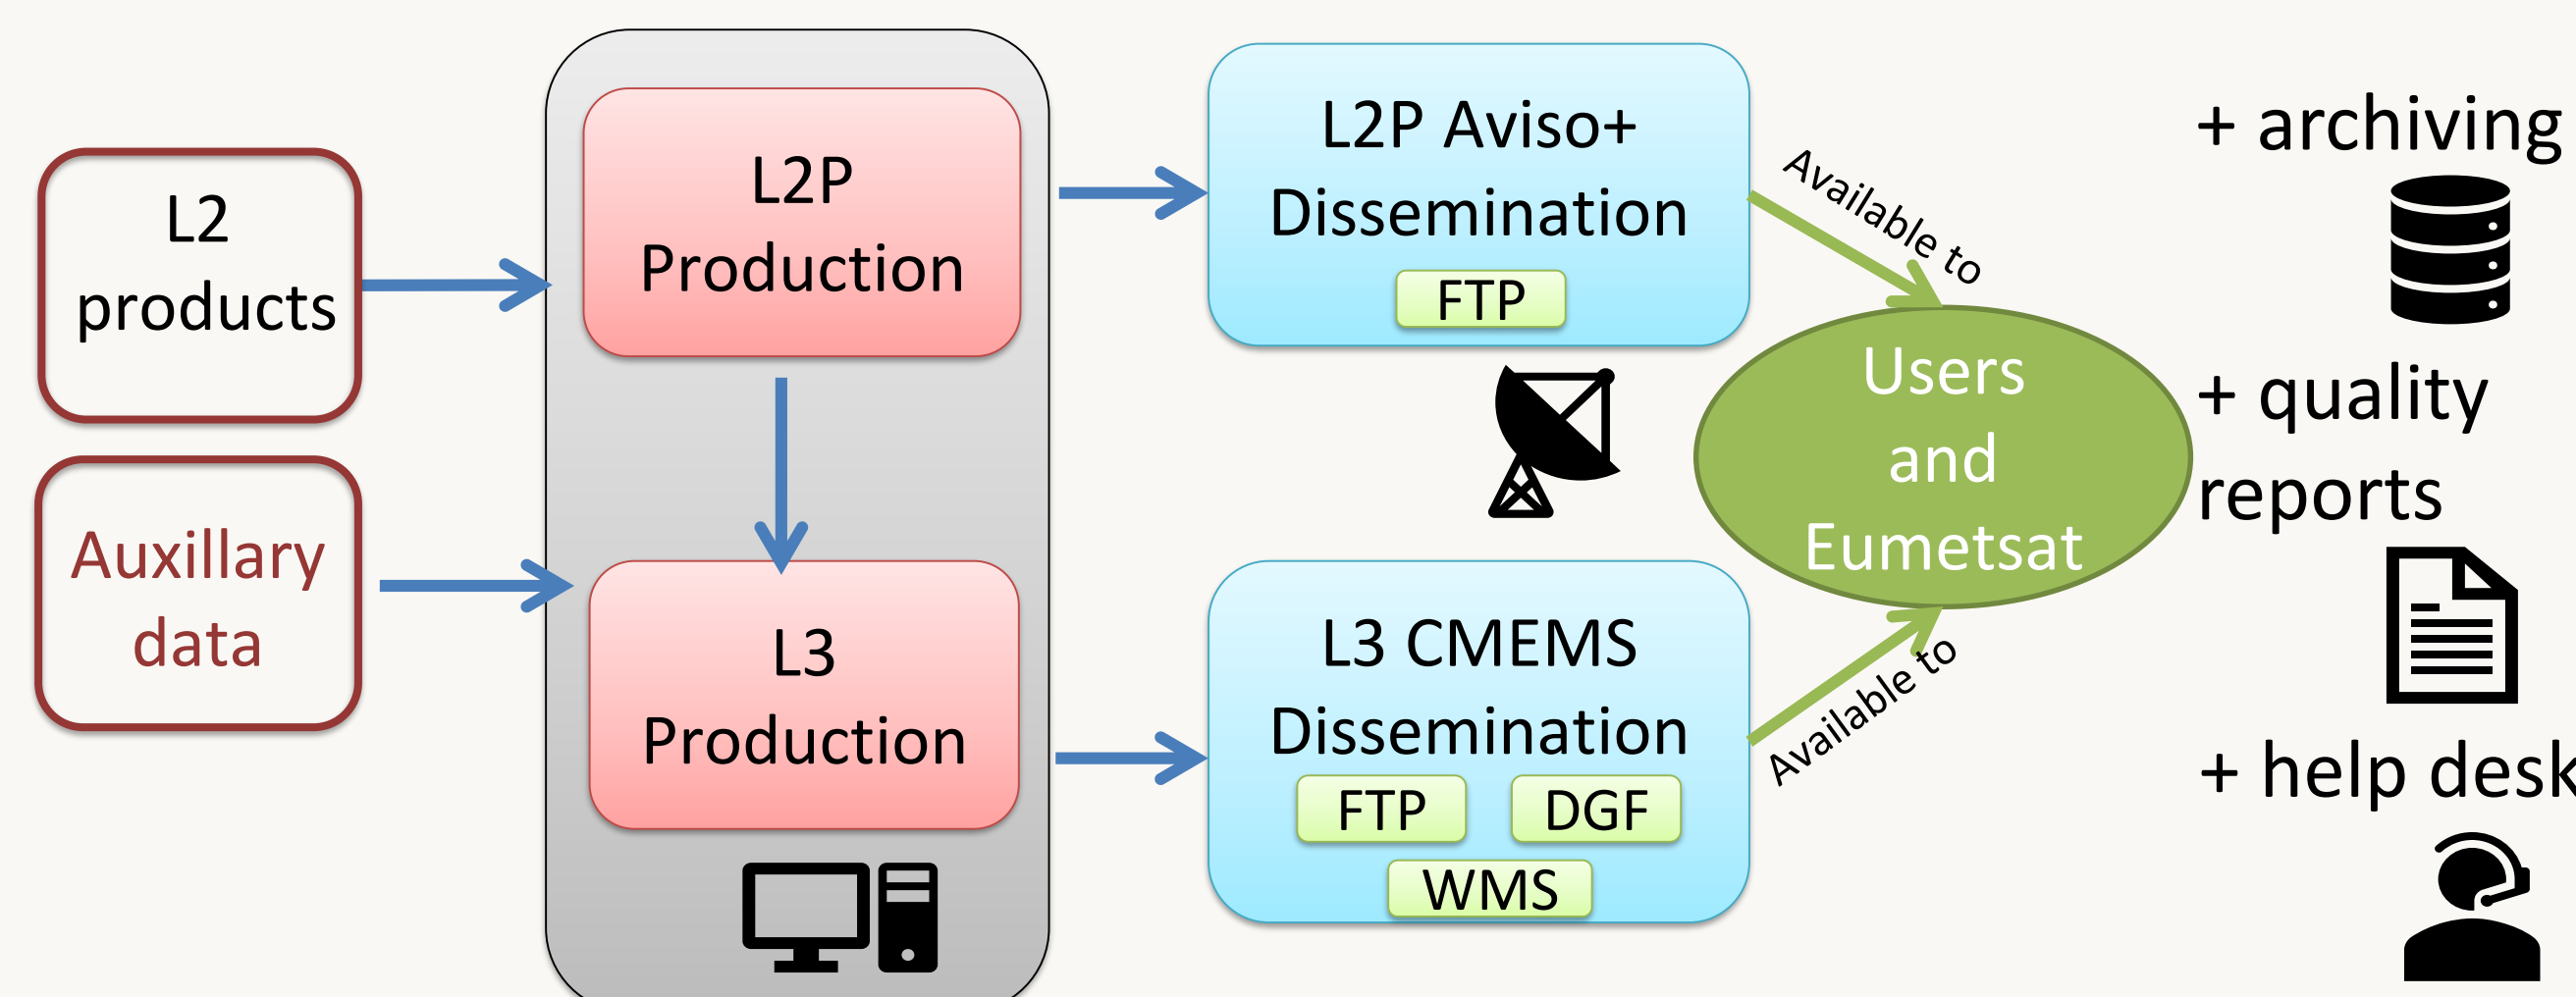 L2
products
Auxillary
data
L2P
Production
L3
Production
L2P Aviso+
Dissemination
FTP
L3 CMEMS
Dissemination
FTP
DGF
WMS
Available to
Available to
Users
and
Eumetsat
+ archiving
+ quality
reports
+ help desk